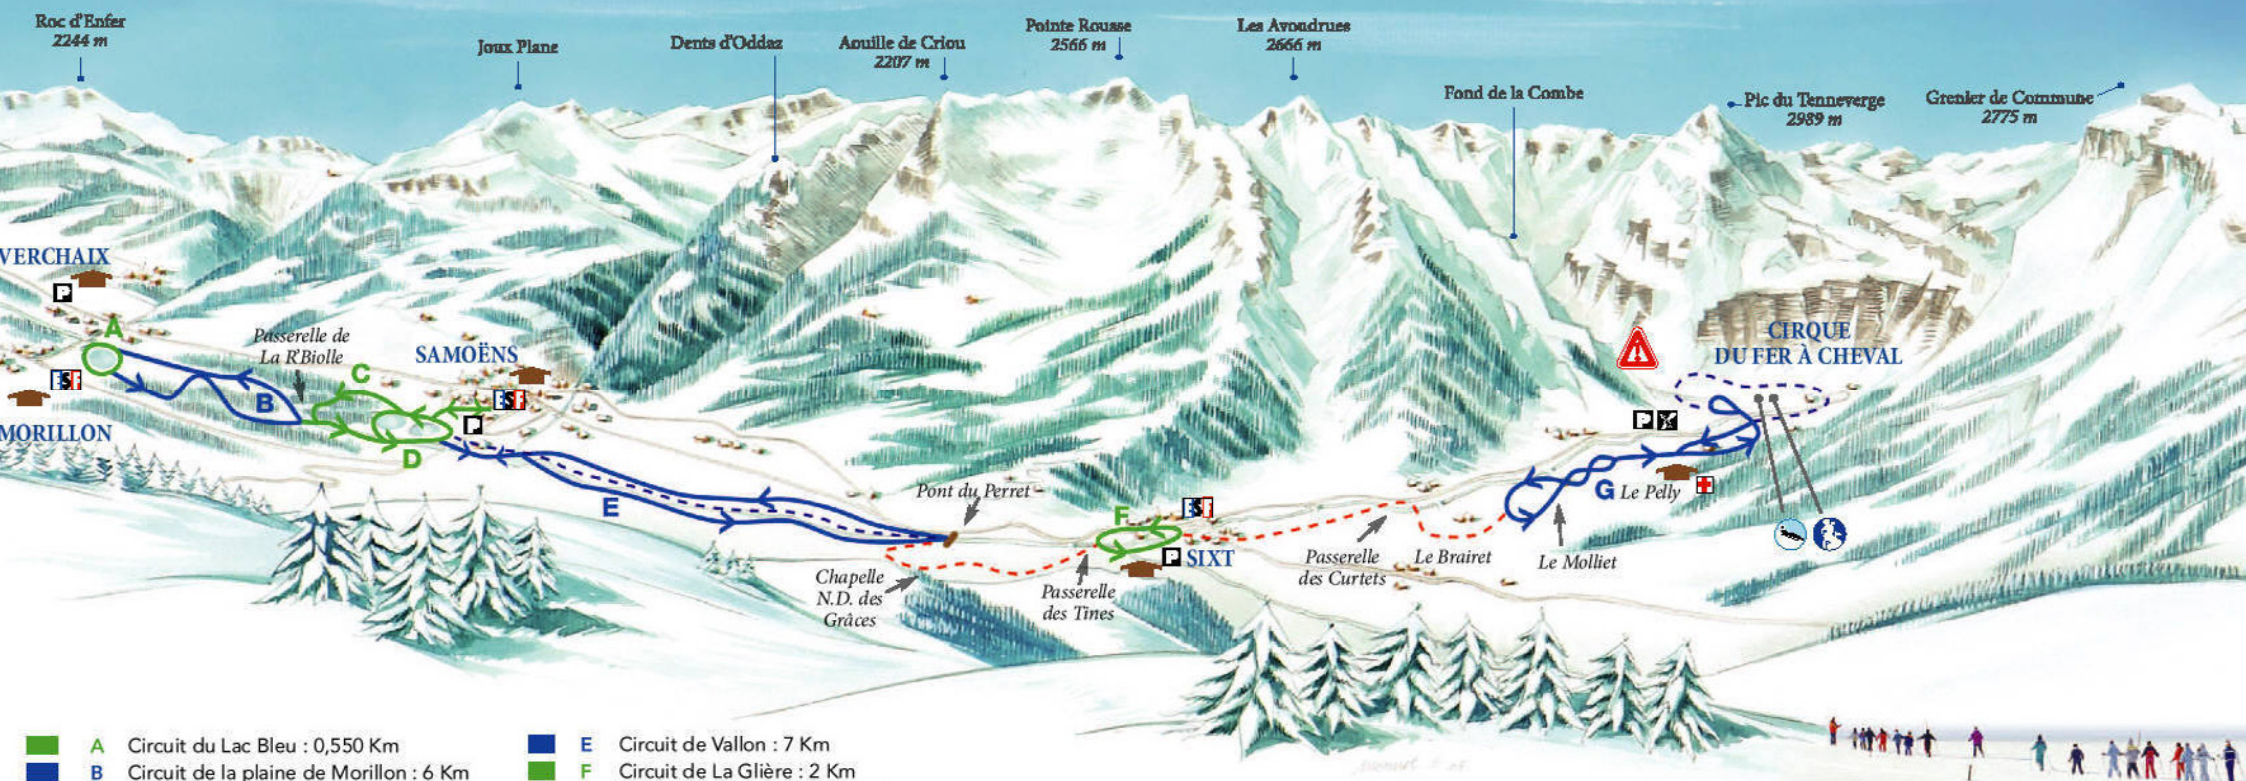 Roc d'Enfer
2244 m
Joux Plane
Dents d'Oddaz
Aouille de Criou
2207 m
Pointe Rousse
2566 m
Les Avoudrues
2666 m
Fond de la Combe
Pic du Tenneverge
2989 m
Grenier de Commune
2775 m
VERCHAIX
P
A
ESF
MORILLON
Passerelle de
La R'Biolle
B
C
D
SAMOËNS
ESF
P
E
Pont du Perret
Chapelle
N.D. des
Grâces
Passerelle
des Tines
F
ESF
P
SIXT
Passerelle
des Curtets
Le Brairet
Le Molliet
G
Le Pelly
P
CIRQUE
DU FER À CHEVAL
A Circuit du Lac Bleu : 0,550 Km
B Circuit de la plaine de Morillon : 6 Km
E Circuit de Vallon : 7 Km
F Circuit de La Glière : 2 Km